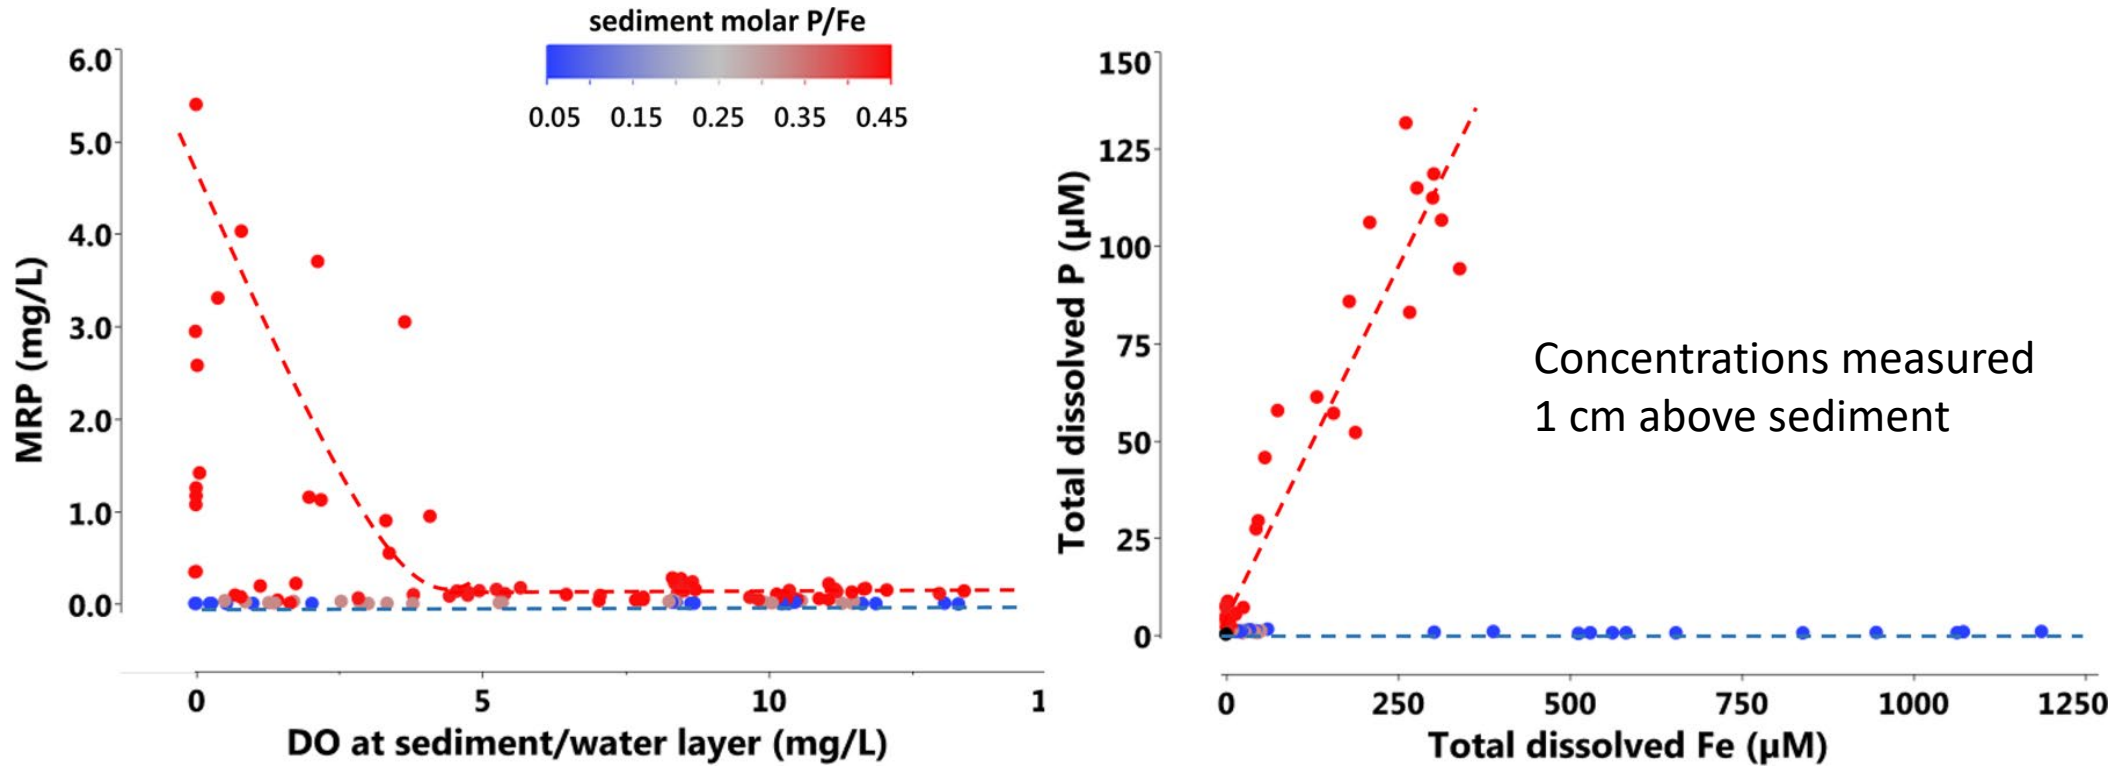 sediment molar P/Fe
0.05 0.15 0.25 0.35 0.45
MRP (mg/L)
6.0
5.0
4.0
3.0
2.0
1.0
0.0
0 5 10 1
DO at sediment/water layer (mg/L)
Total dissolved P (µM)
150
125
100
75
50
25
0
Concentrations measured
1 cm above sediment
0 250 500 750 1000 1250
Total dissolved Fe (µM)